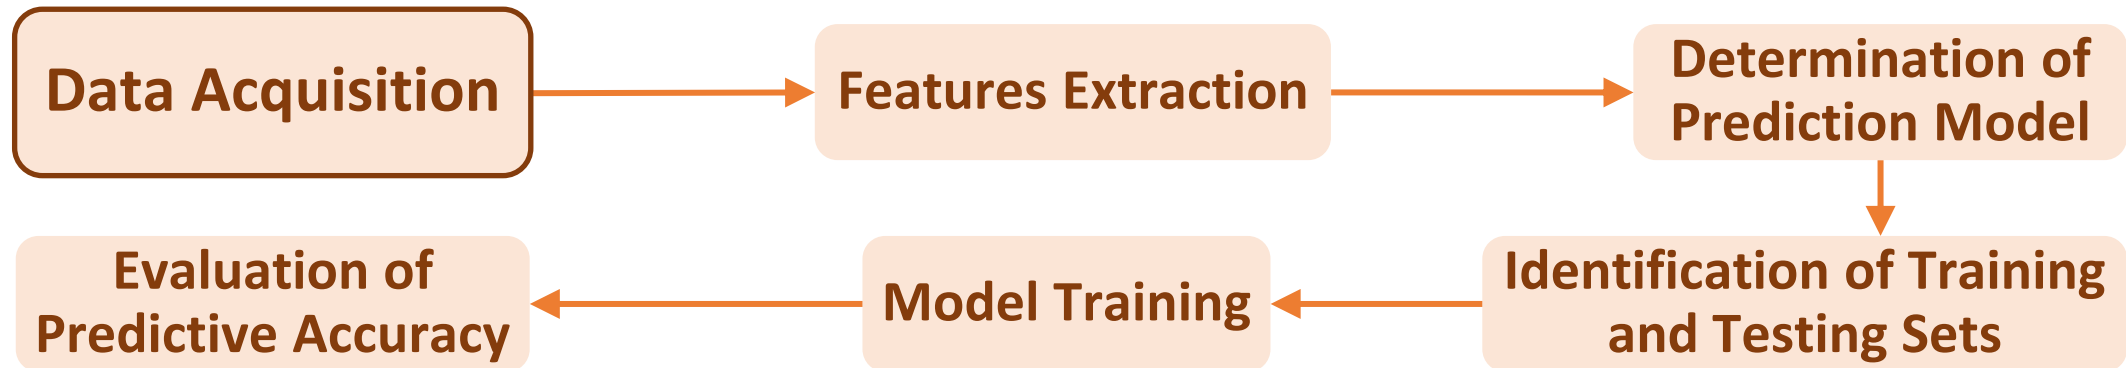 Data Acquisition
Features Extraction
Determination of
Prediction Model
Identification of Training
and Testing Sets
Model Training
Evaluation of
Predictive Accuracy